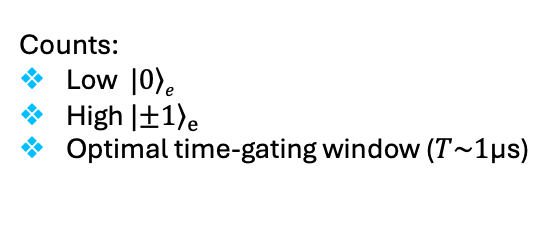 Counts:
❖ Low |0⟩ₑ
❖ High |±1⟩ₑ
❖ Optimal time-gating window (T~1µs)